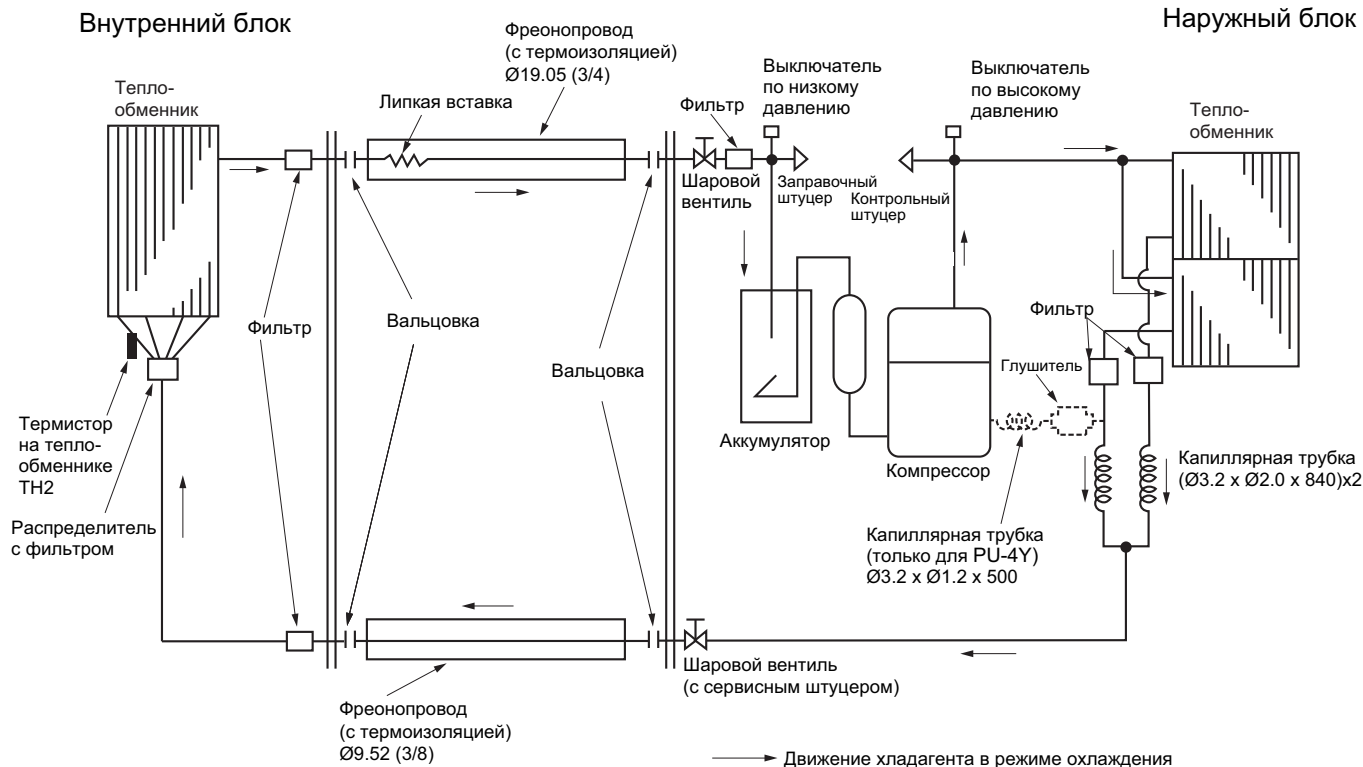 Внутренний блок
Наружный блок
Фреонопровод
(с термоизоляцией)
Ø19.05 (3/4)
Выключатель
по низкому
давлению
Выключатель
по высокому
давлению
Тепло-
обменник
Липкая вставка
Фильтр
Тепло-
обменник
Шаровой
вентиль
Заправочный
штуцер
Контрольный
штуцер
Фильтр
Вальцовка
Вальцовка
Фильтр
Глушитель
Термистор
на тепло-
обменнике
TH2
Аккумулятор
Компрессор
Капиллярная трубка
(Ø3.2 x Ø2.0 x 840)x2
Распределитель
с фильтром
Капиллярная трубка
(только для PU-4Y)
Ø3.2 x Ø1.2 x 500
Шаровой вентиль
(с сервисным штуцером)
Фреонопровод
(с термоизоляцией)
Ø9.52 (3/8)
Движение хладагента в режиме охлаждения